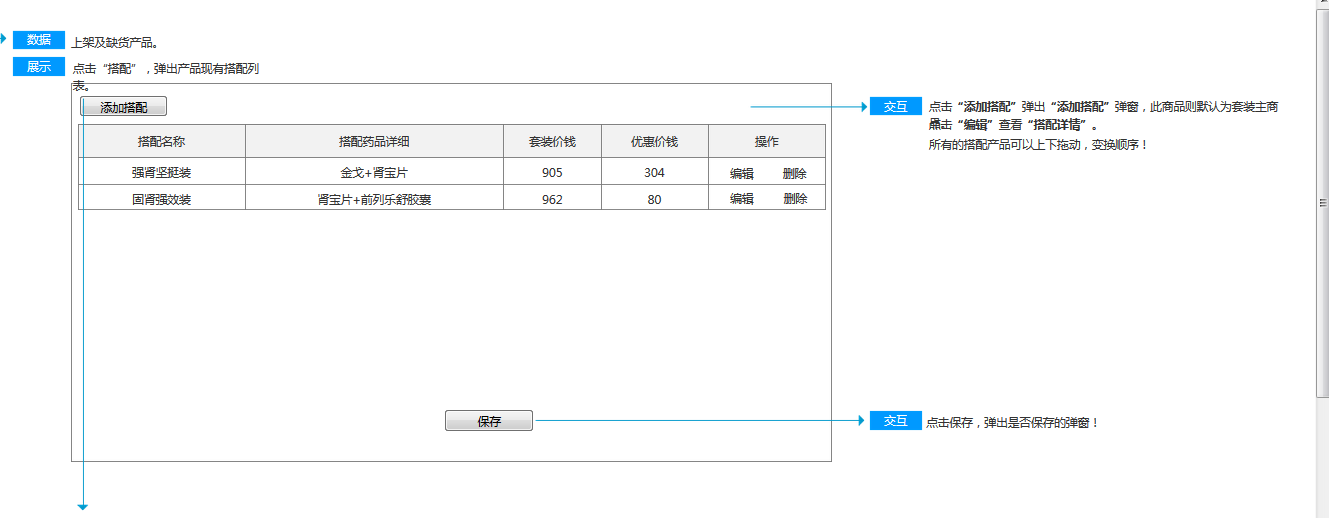 数据 上架及缺货产品。
展示 点击“搭配”，弹出产品现有搭配列
表。
添加搭配
交互 点击“添加搭配”弹出“添加搭配”弹窗，此商品则默认为套装主商
品。
点击“编辑”查看“搭配详情”。
所有的搭配产品可以上下拖动，变换顺序！
搭配名称 搭配药品详细 套装价钱 优惠价钱 操作
强肾坚挺装 金戈+肾宝片 905 304 编辑 删除
固肾强效装 肾宝片+前列乐舒胶囊 962 80 编辑 删除
保存 交互 点击保存，弹出是否保存的弹窗！